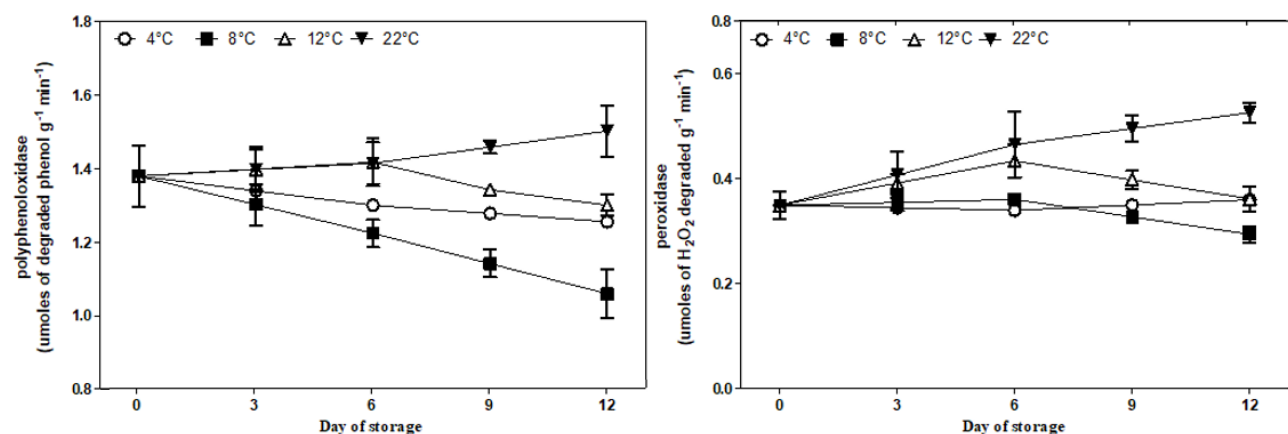 polyphenoloxidase
(umoles of degraded phenol g⁻¹ min⁻¹)
1.8
1.6
1.4
1.2
1.0
0.8
4°C 8°C 12°C 22°C
0 3 6 9 12
Day of storage
peroxidase
(umoles of H₂O₂ degraded g⁻¹ min⁻¹)
0.8
0.6
0.4
0.2
0.0
4°C 8°C 12°C 22°C
0 3 6 9 12
Day of storage